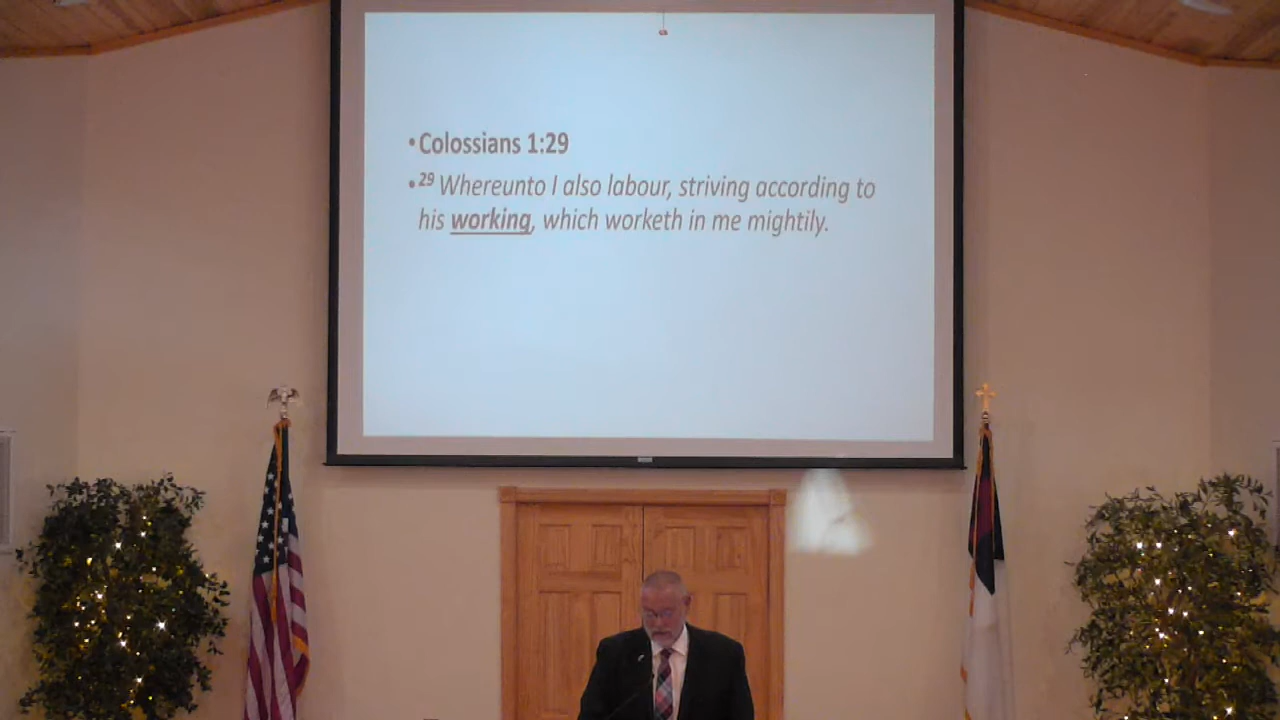 •Colossians 1:29
•29 Whereunto I also labour, striving according to
his working, which worketh in me mightily.